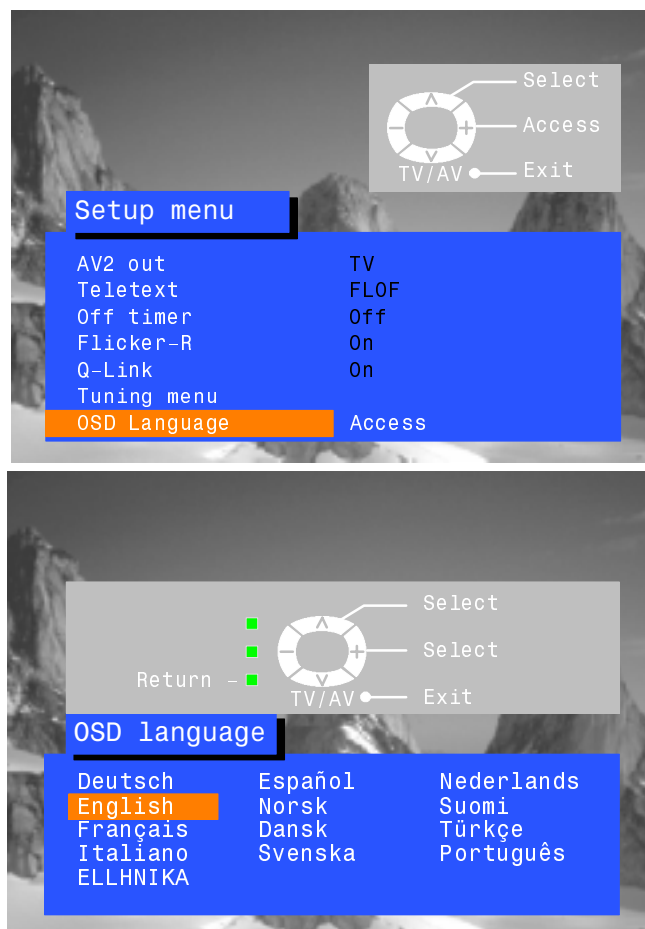 Select
Access
TV/AV Exit
Setup menu
AV2 out TV
Teletext FLOF
Off timer Off
Flicker-R On
Q-Link On
Tuning menu
OSD Language Access
Select
Select
Return -
TV/AV Exit
OSD language
Deutsch Español Nederlands
English Norsk Suomi
Français Dansk Türkçe
Italiano Svenska Português
ELLHNIKA